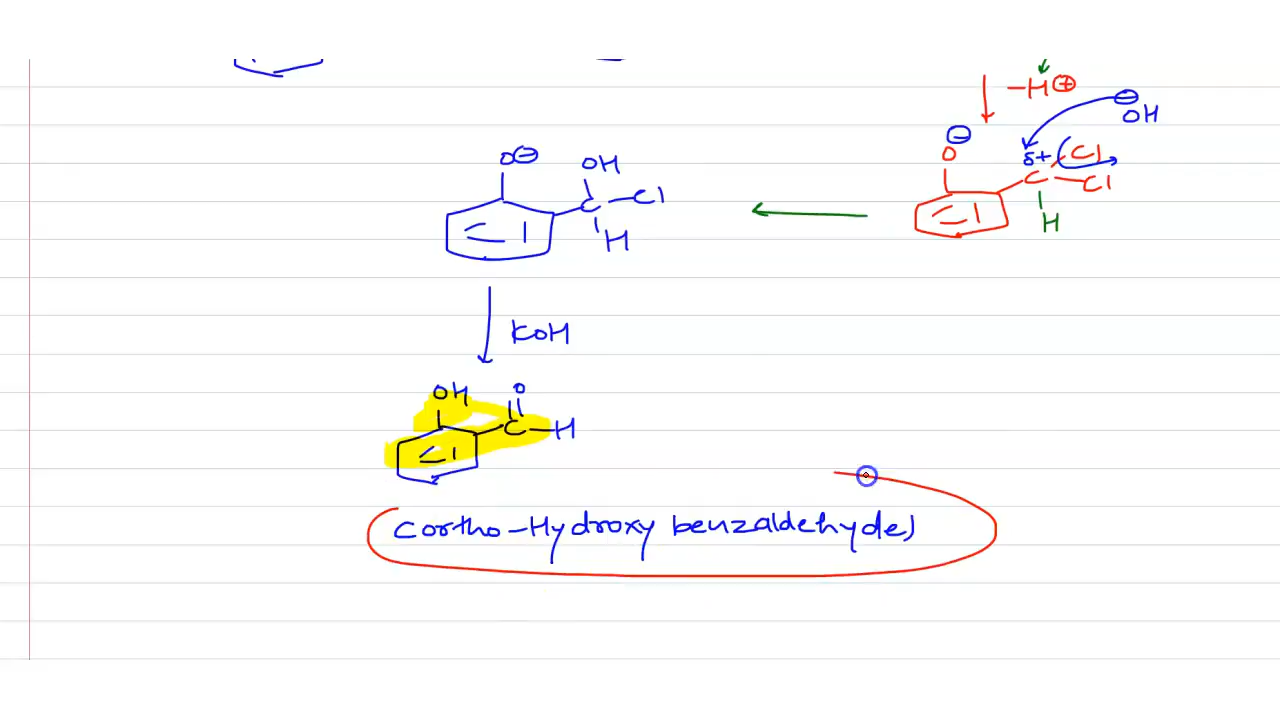 -H⊕
⊖
OH
⊖
O
δ+
Cl
C
Cl
H
O⊖
OH
C
Cl
H
KOH
OH
O
C
H
(ortho-Hydroxy benzaldehyde)